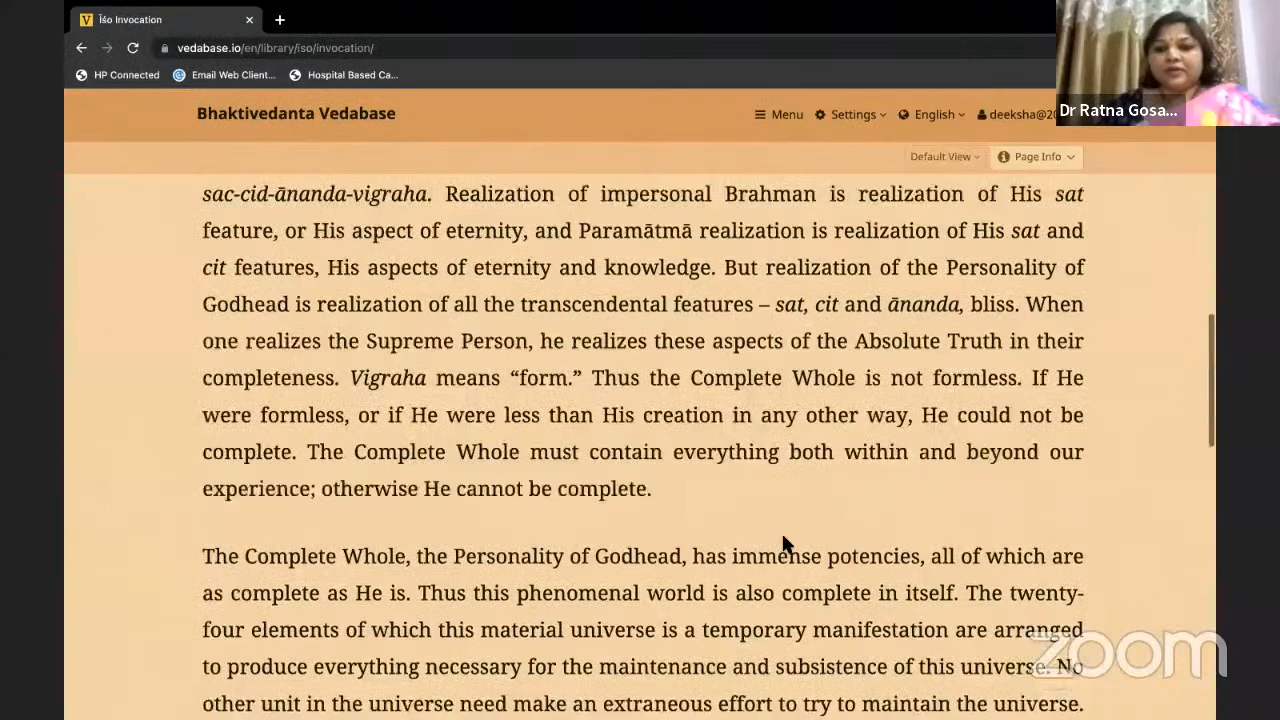 Īśo Invocation
vedabase.io/en/library/iso/invocation/
HP Connected
Email Web Client...
Hospital Based Ca...
Dr Ratna Gosa...
Bhaktivedanta Vedabase
Menu
Settings
English
deeksha@20
Default View
Page Info
sac-cid-ānanda-vigraha. Realization of impersonal Brahman is realization of His sat
feature, or His aspect of eternity, and Paramātmā realization is realization of His sat and
cit features, His aspects of eternity and knowledge. But realization of the Personality of
Godhead is realization of all the transcendental features – sat, cit and ānanda, bliss. When
one realizes the Supreme Person, he realizes these aspects of the Absolute Truth in their
completeness. Vigraha means “form.” Thus the Complete Whole is not formless. If He
were formless, or if He were less than His creation in any other way, He could not be
complete. The Complete Whole must contain everything both within and beyond our
experience; otherwise He cannot be complete.
The Complete Whole, the Personality of Godhead, has immense potencies, all of which are
as complete as He is. Thus this phenomenal world is also complete in itself. The twenty-
four elements of which this material universe is a temporary manifestation are arranged
to produce everything necessary for the maintenance and subsistence of this universe. No
other unit in the universe need make an extraneous effort to try to maintain the universe.
zoom